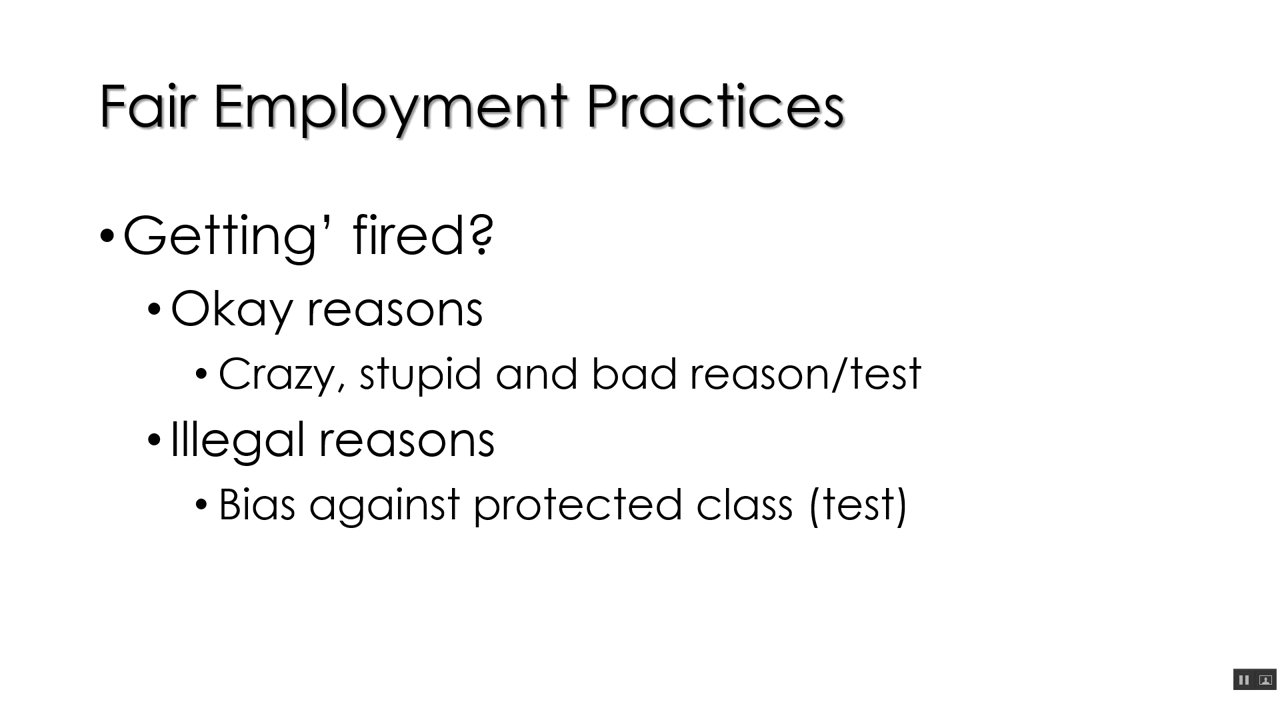 Fair Employment Practices
•Getting’ fired?
•Okay reasons
•Crazy, stupid and bad reason/test
•Illegal reasons
•Bias against protected class (test)